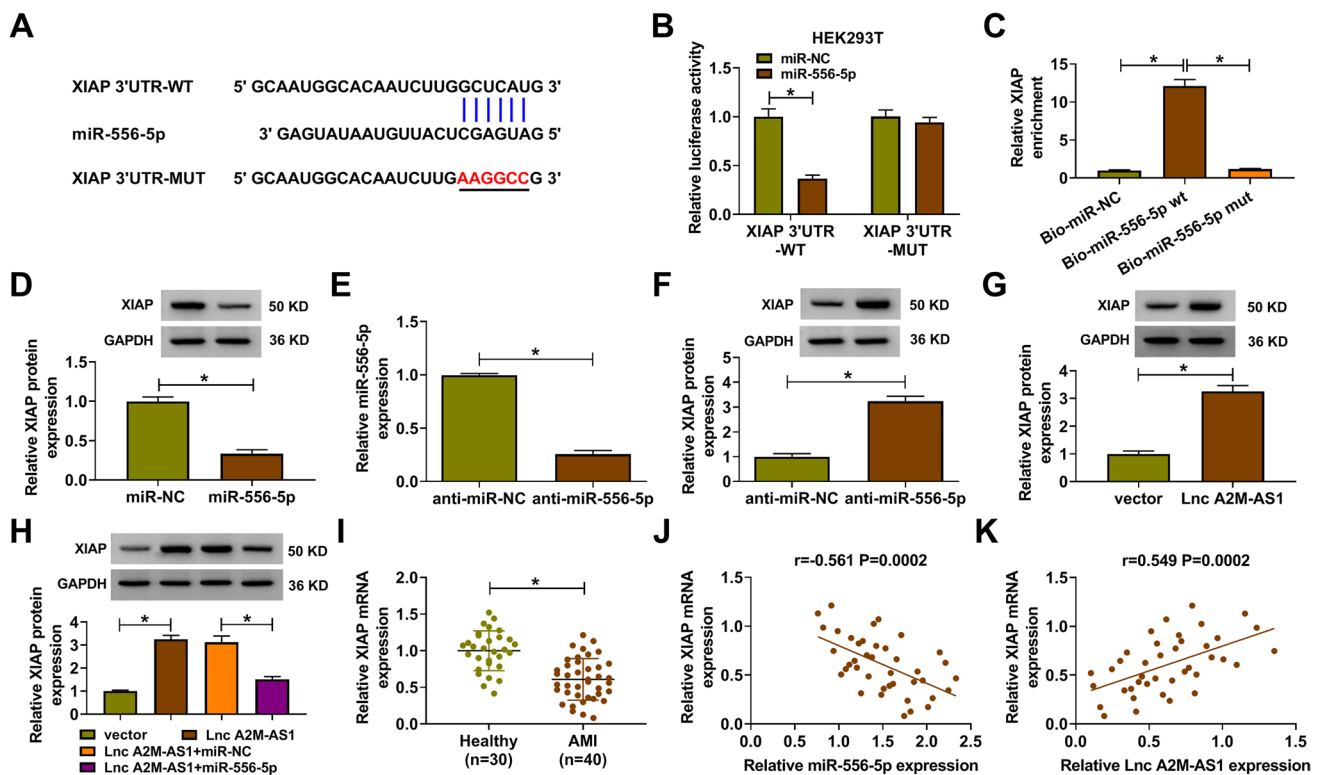 A
XIAP 3'UTR-WT 5' GCAAUGGCACAAUCUUGGCUCAUG 3'
miR-556-5p 3' GAGUAUAAUGUUACUCGAGUAG 5'
XIAP 3'UTR-MUT 5' GCAAUGGCACAAUCUUGAAGGCCG 3'
B
HEK293T
miR-NC
miR-556-5p
Relative luciferase activity
1.5
1.0
0.5
0.0
*
XIAP 3'UTR
-WT
XIAP 3'UTR
-MUT
C
Relative XIAP
enrichment
15
10
5
0
* *
Bio-miR-NC
Bio-miR-556-5p wt
Bio-miR-556-5p mut
D
XIAP 50 KD
GAPDH 36 KD
Relative XIAP protein
expression
1.5
1.0
0.5
0.0
*
miR-NC miR-556-5p
E
Relative miR-556-5p
expression
1.5
1.0
0.5
0.0
*
anti-miR-NC anti-miR-556-5p
F
XIAP 50 KD
GAPDH 36 KD
Relative XIAP protein
expression
5
4
3
2
1
0
*
anti-miR-NC anti-miR-556-5p
G
XIAP 50 KD
GAPDH 36 KD
Relative XIAP protein
expression
4
3
2
1
0
*
vector Lnc A2M-AS1
H
XIAP 50 KD
GAPDH 36 KD
Relative XIAP protein
expression
4
3
2
1
0
* *
vector Lnc A2M-AS1
Lnc A2M-AS1+miR-NC
Lnc A2M-AS1+miR-556-5p
I
Relative XIAP mRNA
expression
2.0
1.5
1.0
0.5
0.0
*
Healthy AMI
(n=30) (n=40)
J
r=-0.561 P=0.0002
Relative XIAP mRNA
expression
1.5
1.0
0.5
0.0
0.0 0.5 1.0 1.5 2.0 2.5
Relative miR-556-5p expression
K
r=0.549 P=0.0002
Relative XIAP mRNA
expression
1.5
1.0
0.5
0.0
0.0 0.5 1.0 1.5
Relative Lnc A2M-AS1 expression